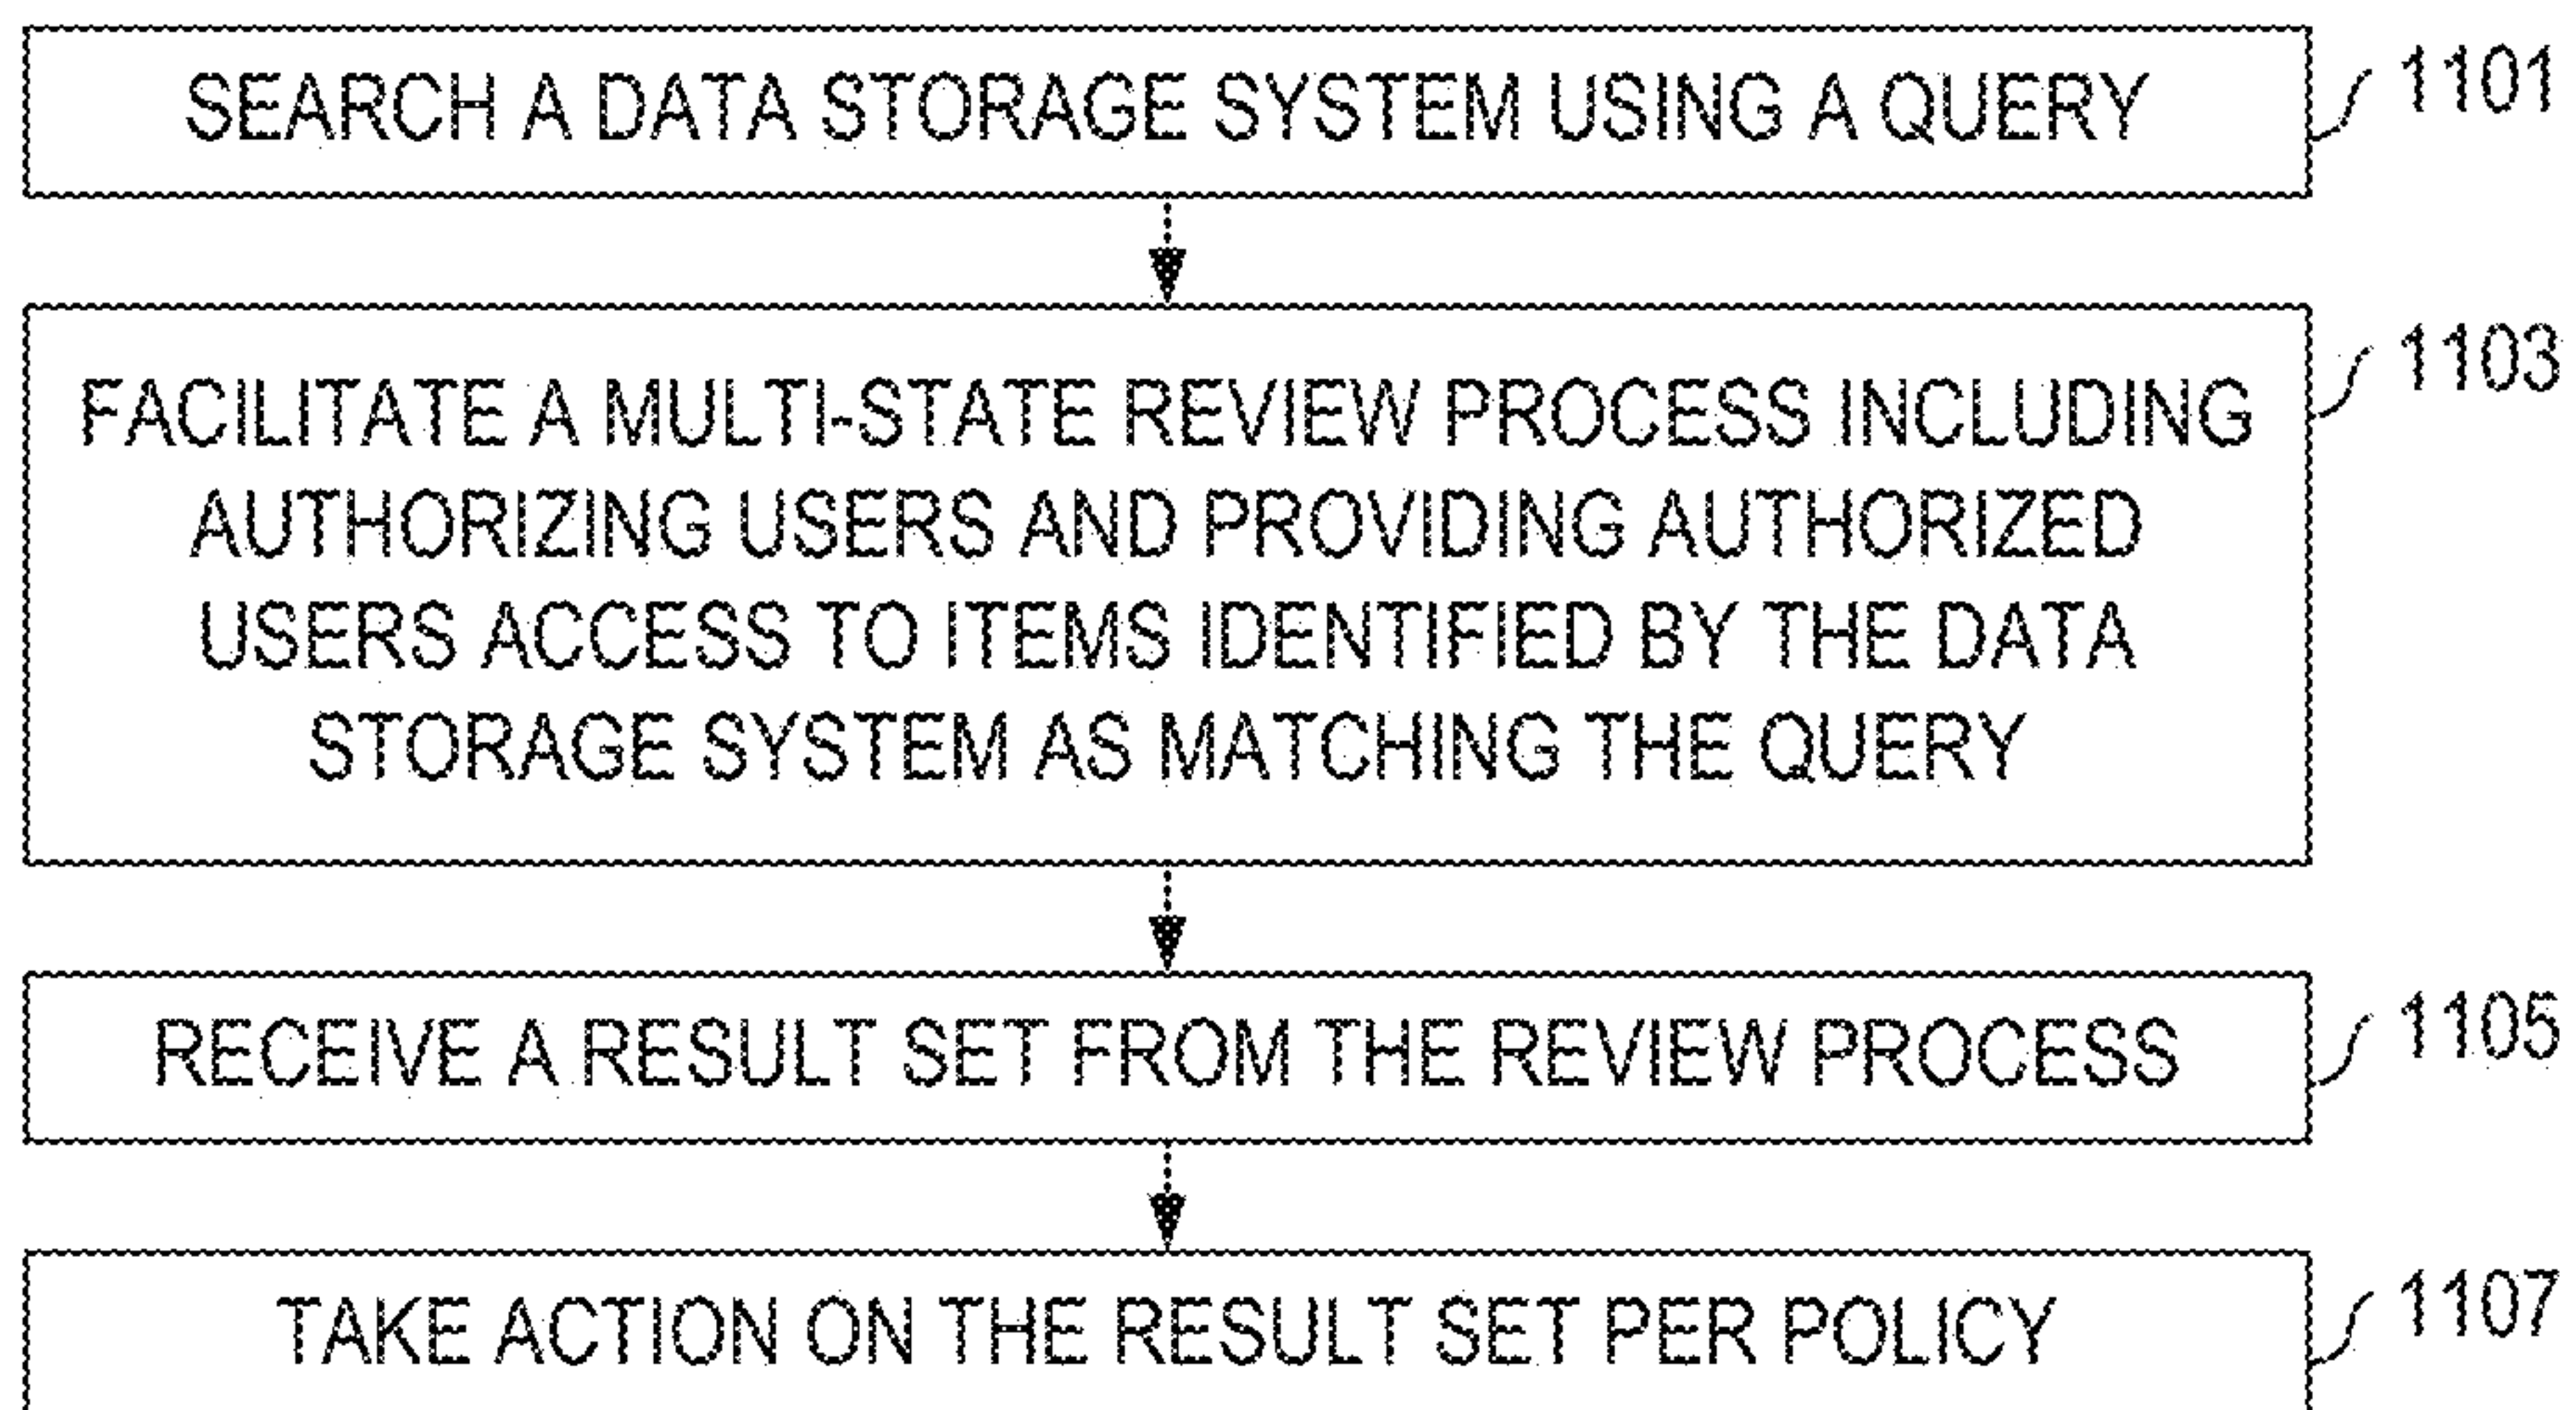 SEARCH A DATA STORAGE SYSTEM USING A QUERY
1101
FACILITATE A MULTI-STATE REVIEW PROCESS INCLUDING
1103
AUTHORIZING USERS AND PROVIDING AUTHORIZED
USERS ACCESS TO ITEMS IDENTIFIED BY THE DATA
STORAGE SYSTEM AS MATCHING THE QUERY
RECEIVE A RESULT SET FROM THE REVIEW PROCESS
1105
TAKE ACTION ON THE RESULT SET PER POLICY
1107